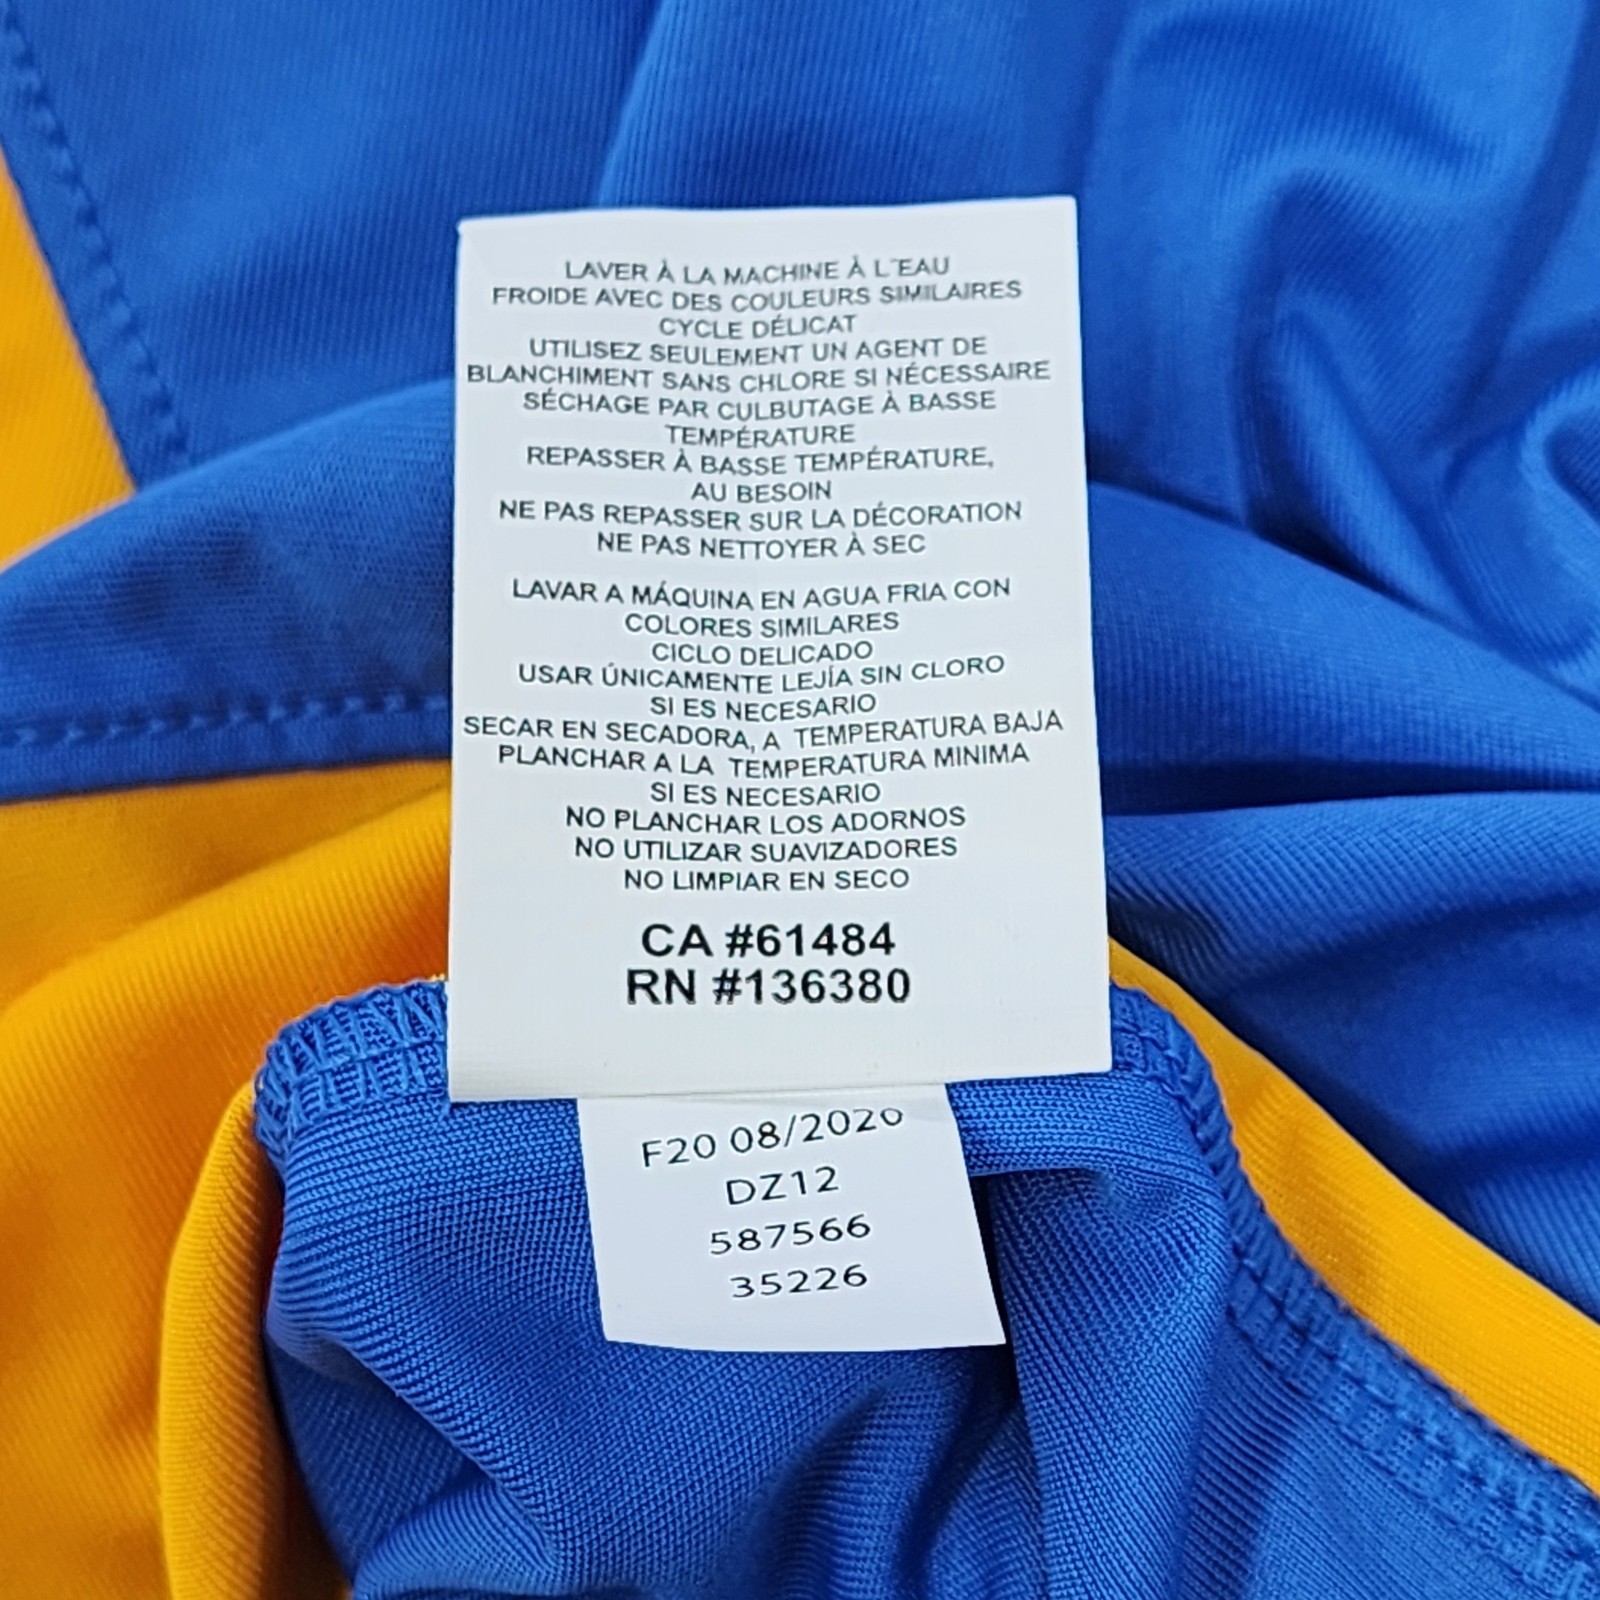 LAVER À LA MACHINE À L´EAU
FROIDE AVEC DES COULEURS SIMILAIRES
CYCLE DÉLICAT
UTILISEZ SEULEMENT UN AGENT DE
BLANCHIMENT SANS CHLORE SI NÉCESSAIRE
SÉCHAGE PAR CULBUTAGE À BASSE
TEMPÉRATURE
REPASSER À BASSE TEMPÉRATURE,
AU BESOIN
NE PAS REPASSER SUR LA DÉCORATION
NE PAS NETTOYER À SEC
LAVAR A MÁQUINA EN AGUA FRIA CON
COLORES SIMILARES
CICLO DELICADO
USAR ÚNICAMENTE LEJÍA SIN CLORO
SI ES NECESARIO
SECAR EN SECADORA, A TEMPERATURA BAJA
PLANCHAR A LA TEMPERATURA MINIMA
SI ES NECESARIO
NO PLANCHAR LOS ADORNOS
NO UTILIZAR SUAVIZADORES
NO LIMPIAR EN SECO
CA #61484
RN #136380
F20 08/2020
DZ12
587566
35226